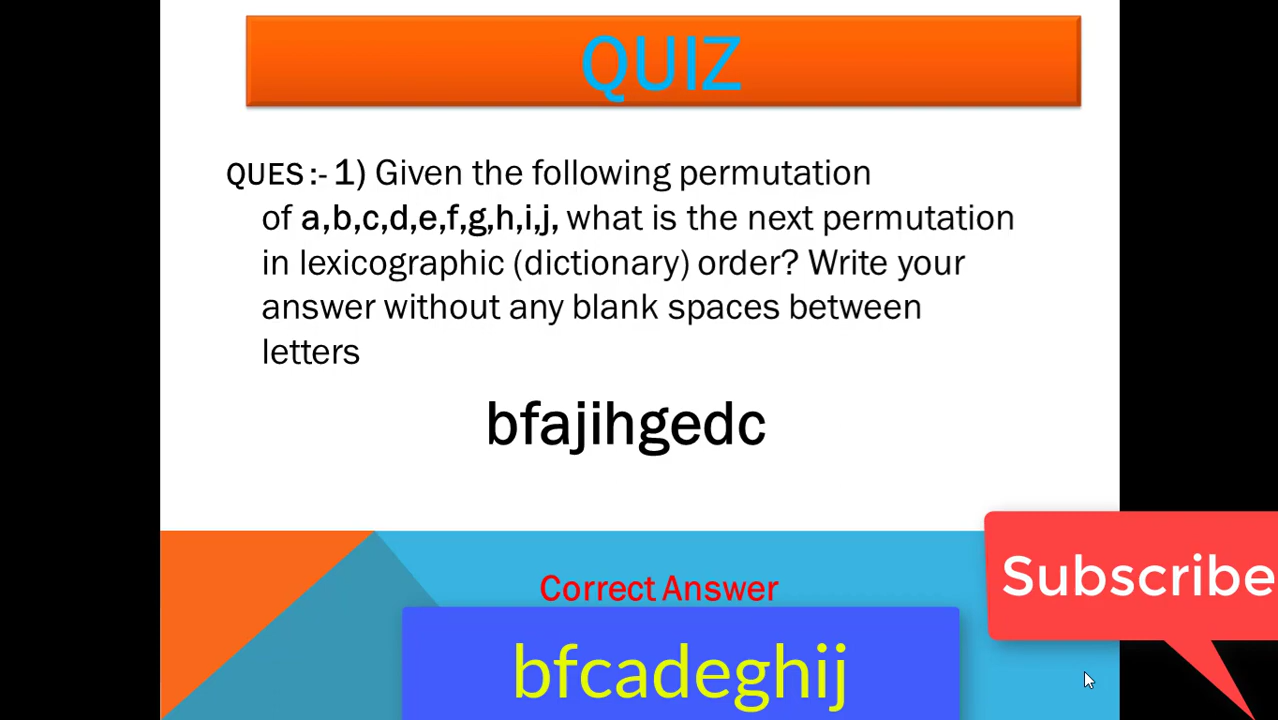 QUIZ
QUES :- 1) Given the following permutation
of a,b,c,d,e,f,g,h,i,j, what is the next permutation
in lexicographic (dictionary) order? Write your
answer without any blank spaces between
letters
bfajihgedc
Correct Answer
bfcadeghij
Subscribe